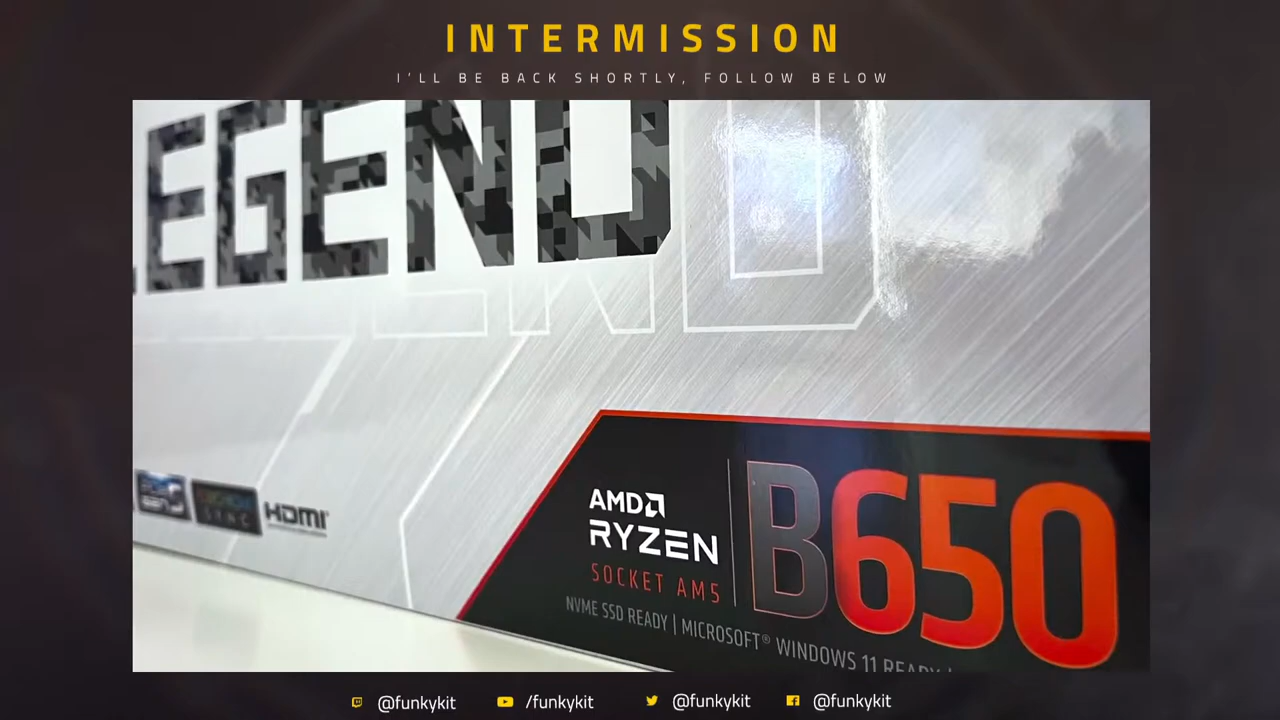 INTERMISSION
I'LL BE BACK SHORTLY, FOLLOW BELOW
EGEND
HDMI
AMD
RYZEN
SOCKET AM5
B650
NVME SSD READY | MICROSOFT® WINDOWS 11 READY |
@funkykit
/funkykit
@funkykit
@funkykit